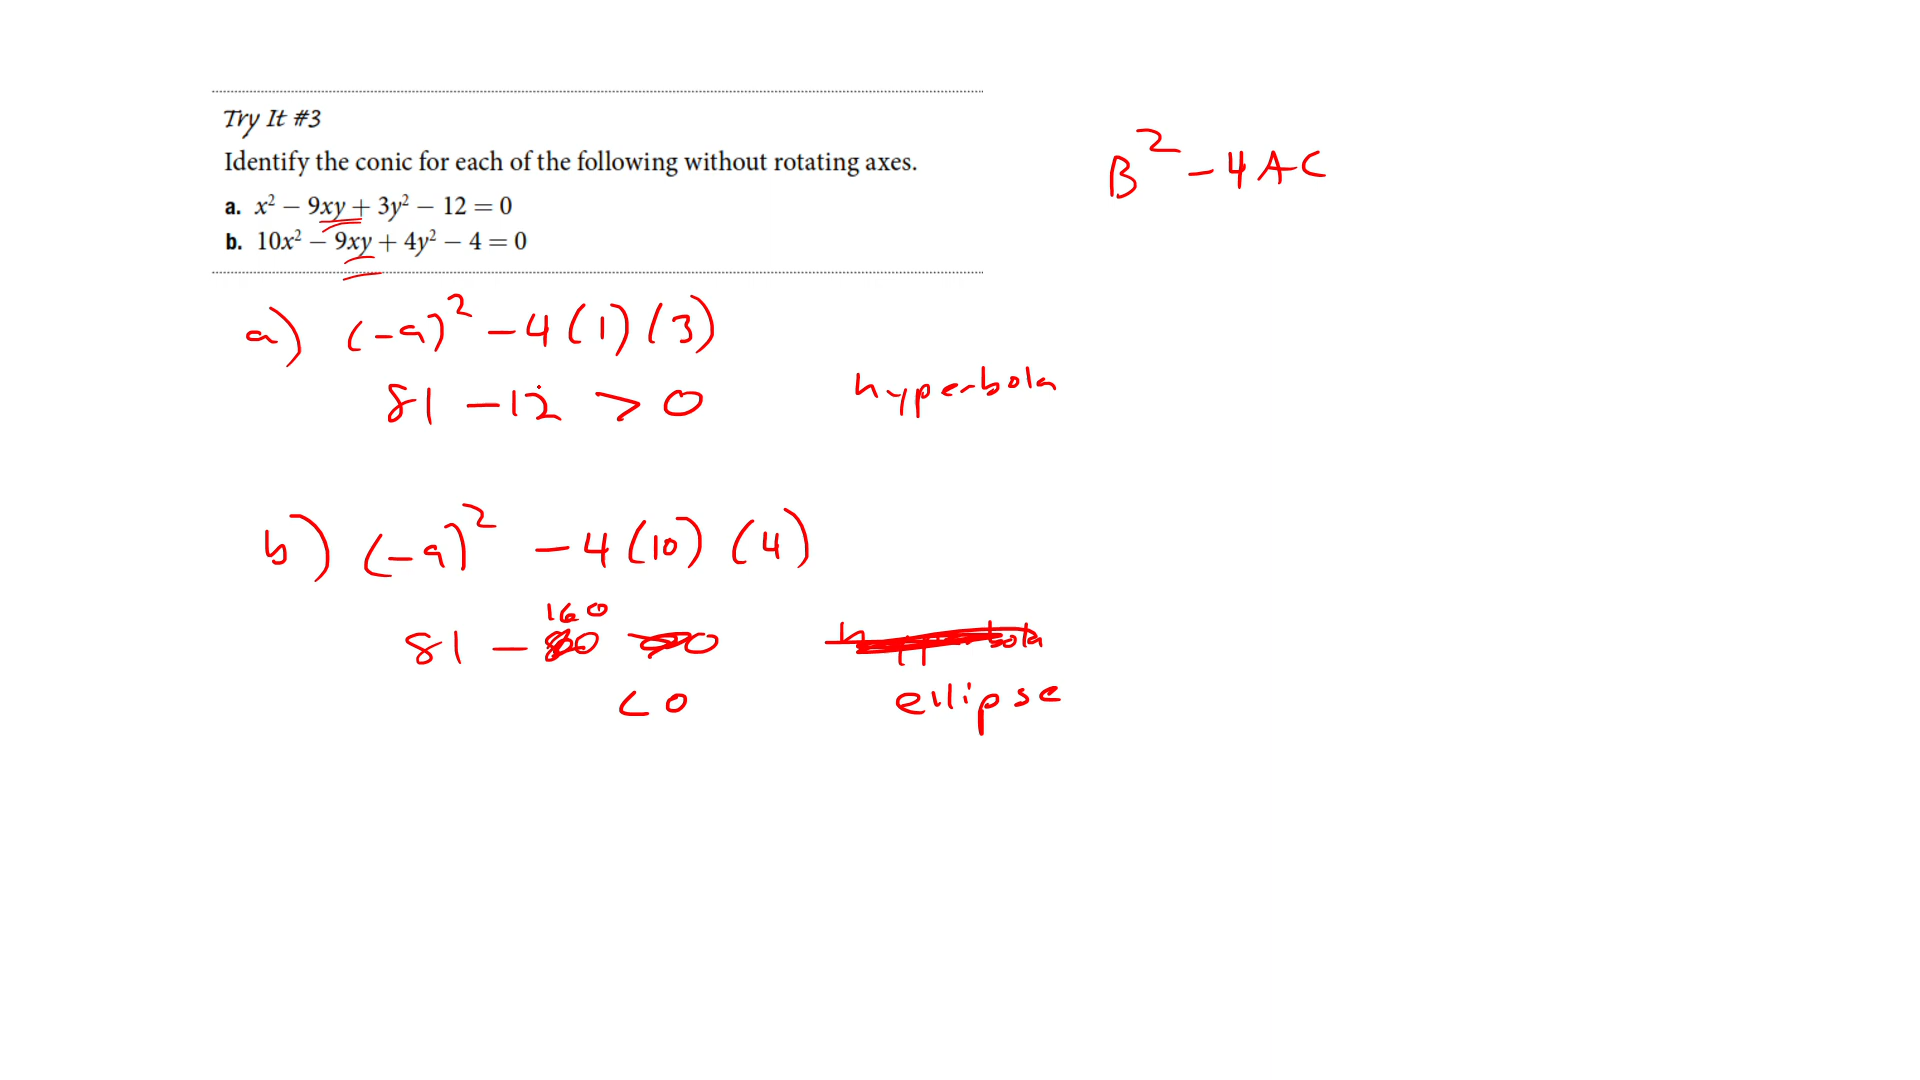 Try It #3
Identify the conic for each of the following without rotating axes.
B² – 4AC
a. x² − 9xy + 3y² − 12 = 0
b. 10x² − 9xy + 4y² − 4 = 0
a) (-9)² - 4(1)(3)
81 - 12 > 0 hyperbola
b) (-9)² - 4(10)(4)
160
81 - 0 0
< 0 ellipse